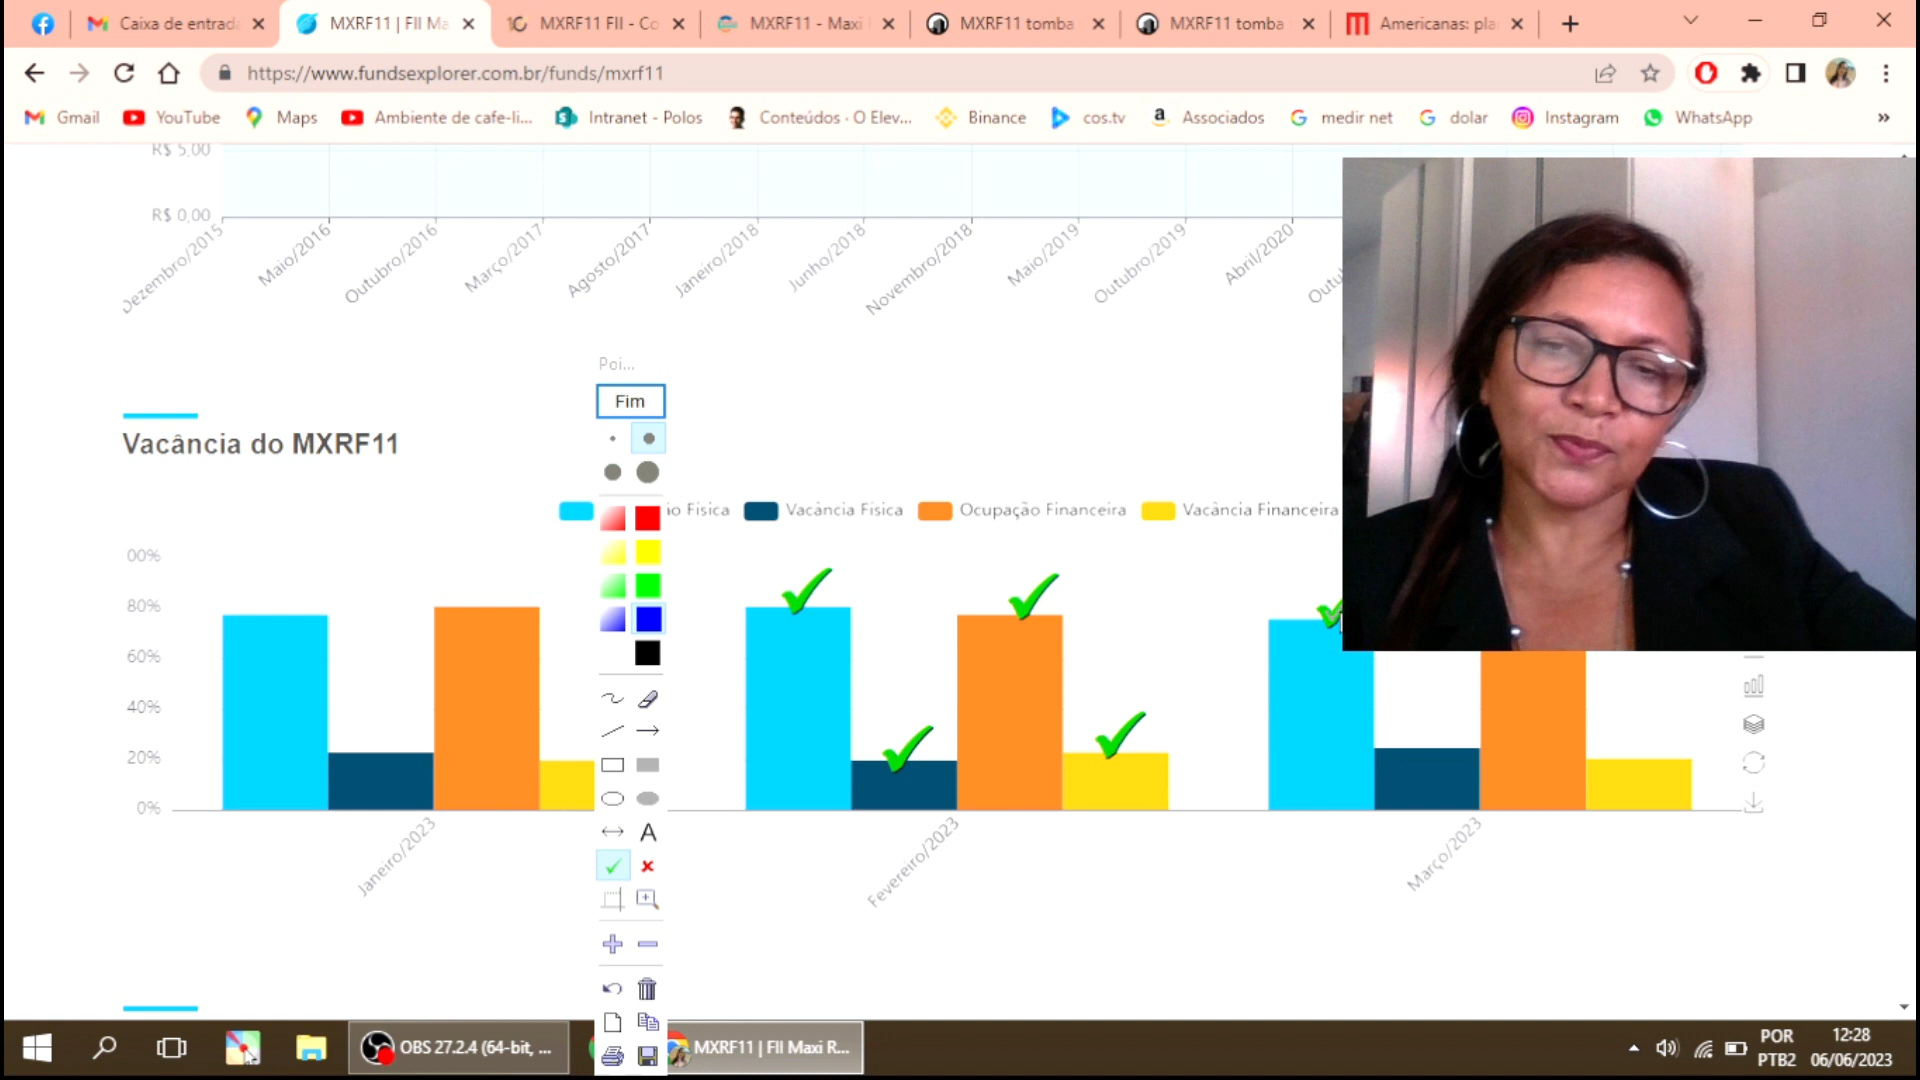 Caixa de entrada
MXRF11 | FII Ma
MXRF11 FII - Co
MXRF11 - Maxi
MXRF11 tomba
MXRF11 tomba
Americanas: pla
https://www.fundsexplorer.com.br/funds/mxrf11
Gmail
YouTube
Maps
Ambiente de cafe-li...
Intranet - Polos
Conteúdos · O Elev...
Binance
cos.tv
Associados
medir net
dolar
Instagram
WhatsApp
»
R$ 5,00
R$ 0,00
Dezembro/2015
Maio/2016
Outubro/2016
Março/2017
Agosto/2017
Janeiro/2018
Junho/2018
Novembro/2018
Maio/2019
Outubro/2019
Abril/2020
Outu
Poi...
Fim
Vacância do MXRF11
ão Física
Vacância Física
Ocupação Financeira
Vacância Financeira
00%
80%
60%
40%
20%
0%
A
Janeiro/2023
Fevereiro/2023
Março/2023
OBS 27.2.4 (64-bit, ...
MXRF11 | FII Maxi R...
POR
PTB2
12:28
06/06/2023